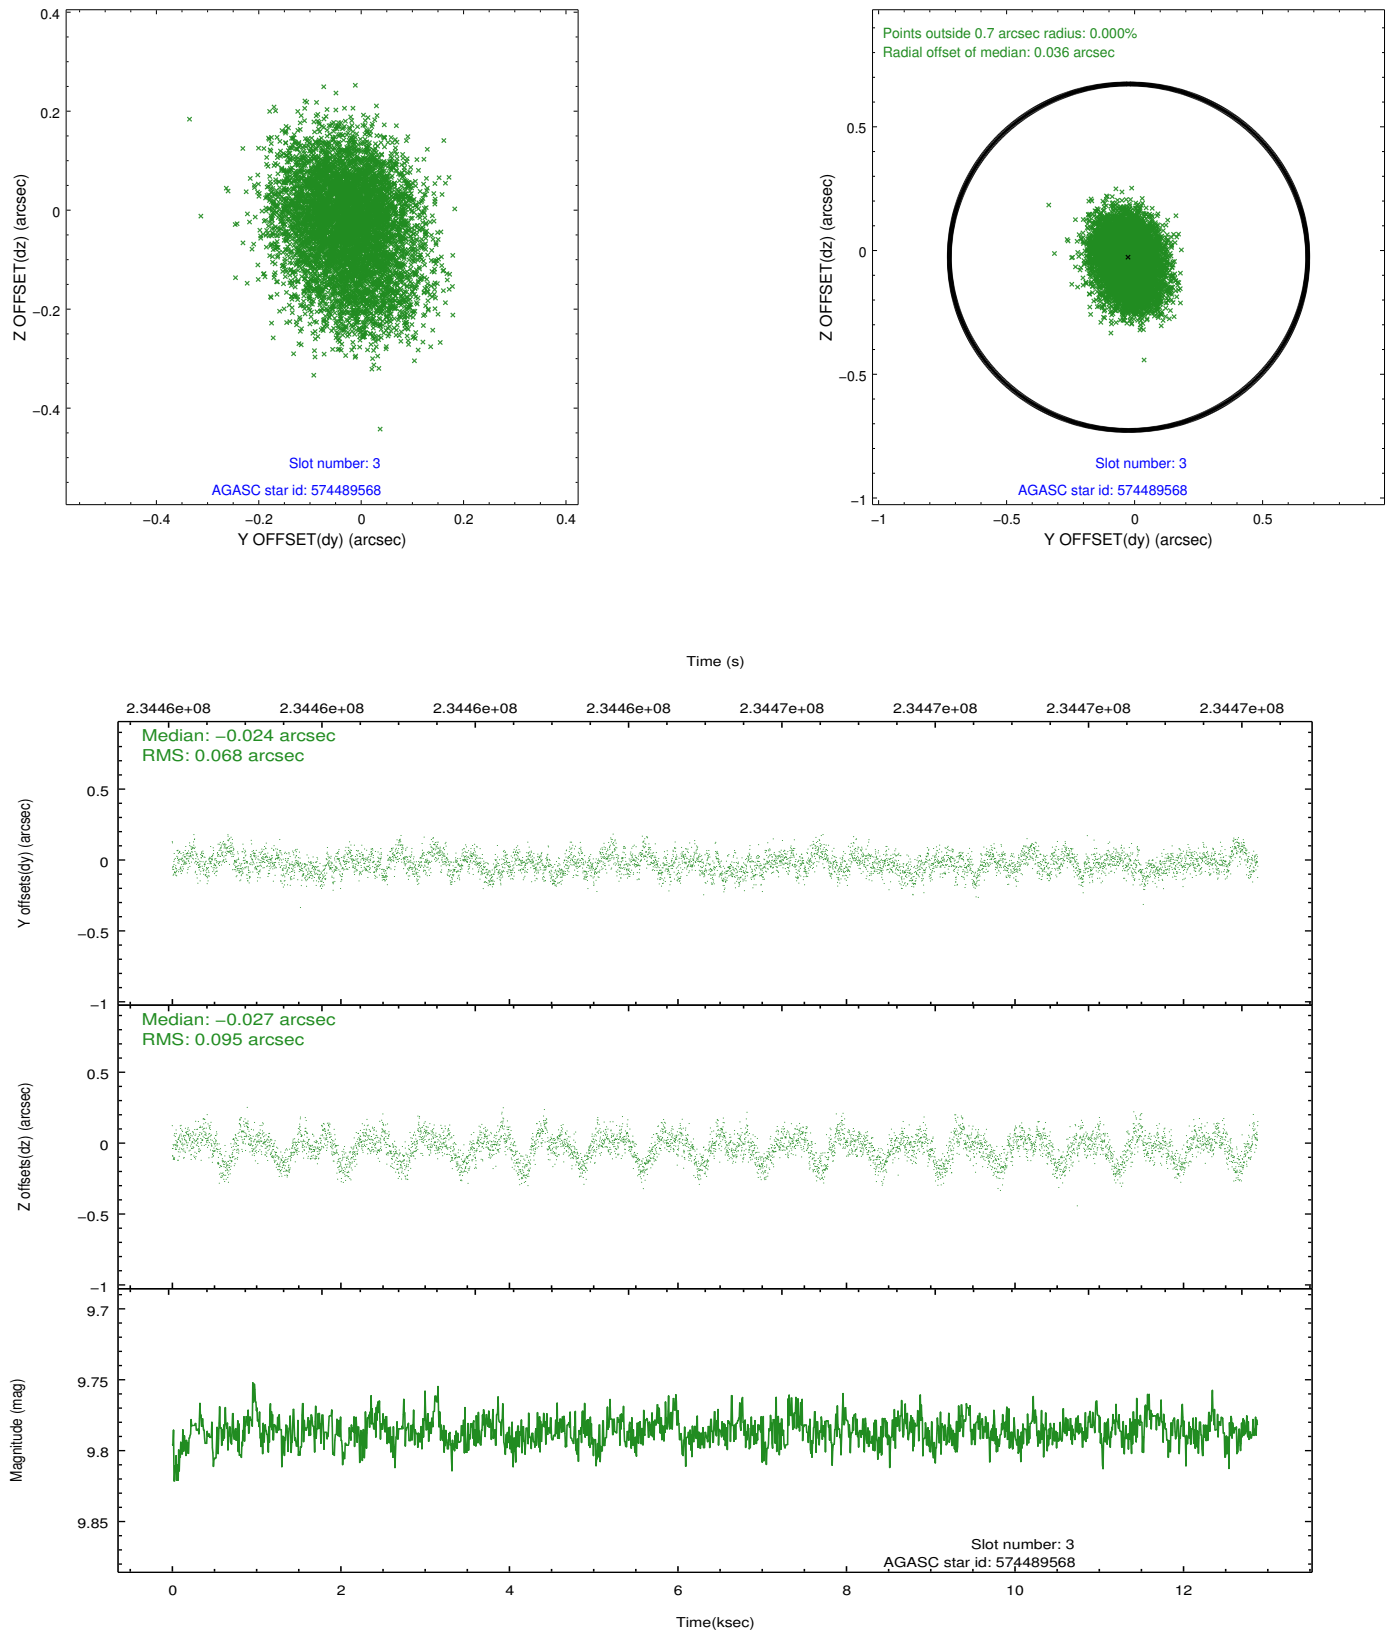 0.4
0.2
0
−0.2
−0.4
Z OFFSET(dz) (arcsec)
Slot number: 3
AGASC star id: 574489568
−0.4
−0.2
0
0.2
0.4
Y OFFSET(dy) (arcsec)
Points outside 0.7 arcsec radius: 0.000%
Radial offset of median: 0.036 arcsec
0.5
0
−0.5
−1
Z OFFSET(dz) (arcsec)
Slot number: 3
AGASC star id: 574489568
−1
−0.5
0
0.5
Y OFFSET(dy) (arcsec)
Time (s)
2.3446e+08
2.3446e+08
2.3446e+08
2.3446e+08
2.3447e+08
2.3447e+08
2.3447e+08
2.3447e+08
Median: −0.024 arcsec
RMS: 0.068 arcsec
0.5
0
−0.5
−1
Y offsets(dy) (arcsec)
Median: −0.027 arcsec
RMS: 0.095 arcsec
0.5
0
−0.5
−1
Z offsets(dz) (arcsec)
9.7
9.75
9.8
9.85
Magnitude (mag)
Slot number: 3
AGASC star id: 574489568
0
2
4
6
8
10
12
Time(ksec)